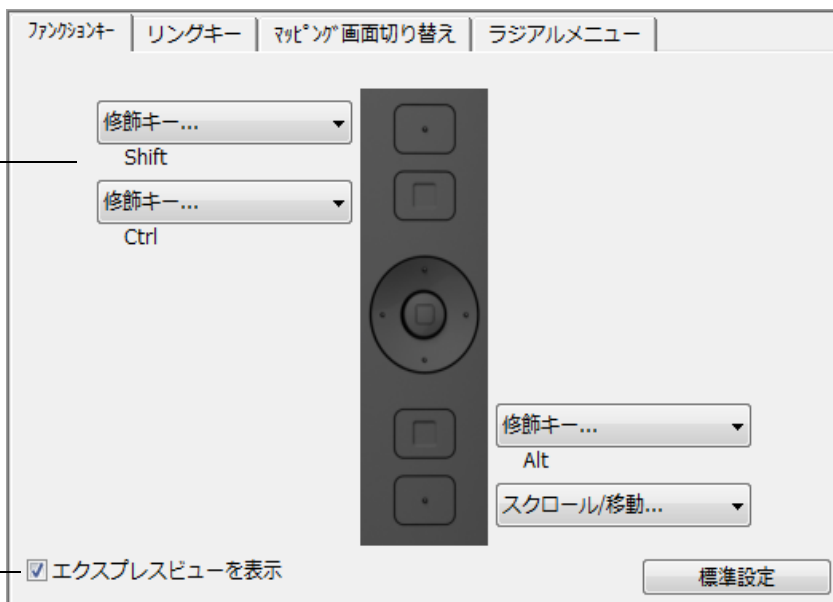 ﾌｧﾝｸｼｮﾝｷｰ
リングキー
ﾏｯﾋﾟﾝｸﾞ画面切り替え
ラジアルメニュー
修飾キー...
Shift
修飾キー...
Ctrl
修飾キー...
Alt
スクロール/移動...
エクスプレスビューを表示
標準設定